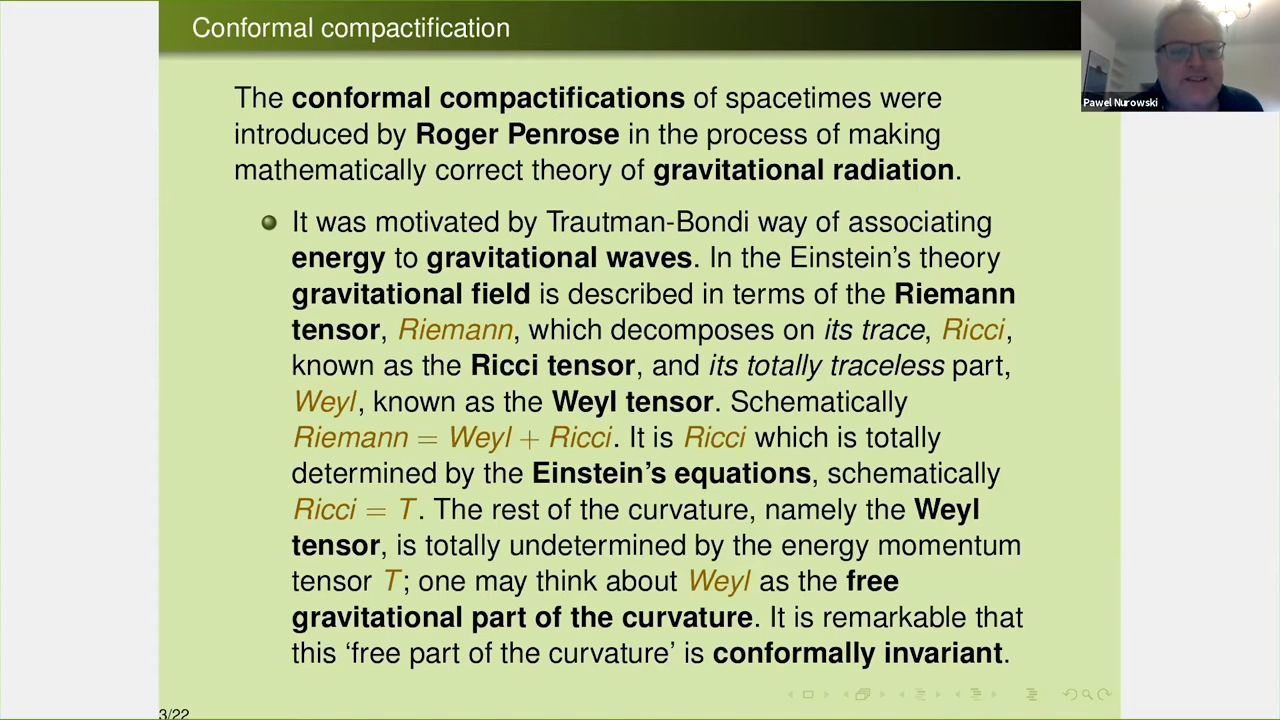 Conformal compactification
Pawel Nurowski
The conformal compactifications of spacetimes were
introduced by Roger Penrose in the process of making
mathematically correct theory of gravitational radiation.
It was motivated by Trautman-Bondi way of associating
energy to gravitational waves. In the Einstein's theory
gravitational field is described in terms of the Riemann
tensor, Riemann, which decomposes on its trace, Ricci,
known as the Ricci tensor, and its totally traceless part,
Weyl, known as the Weyl tensor. Schematically
Riemann = Weyl + Ricci. It is Ricci which is totally
determined by the Einstein's equations, schematically
Ricci = T. The rest of the curvature, namely the Weyl
tensor, is totally undetermined by the energy momentum
tensor T; one may think about Weyl as the free
gravitational part of the curvature. It is remarkable that
this ‘free part of the curvature’ is conformally invariant.
3/22